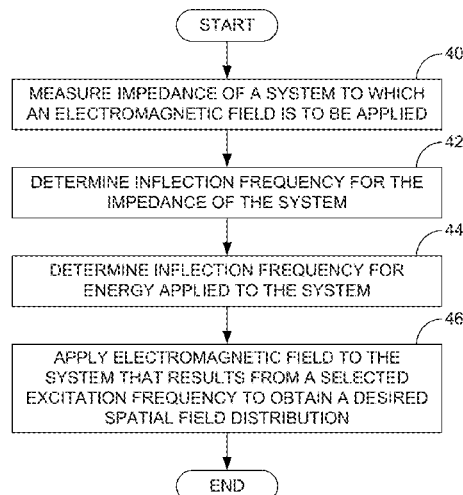 START
40
MEASURE IMPEDANCE OF A SYSTEM TO WHICH
AN ELECTROMAGNETIC FIELD IS TO BE APPLIED
42
DETERMINE INFLECTION FREQUENCY FOR THE
IMPEDANCE OF THE SYSTEM
44
DETERMINE INFLECTION FREQUENCY FOR
ENERGY APPLIED TO THE SYSTEM
46
APPLY ELECTROMAGNETIC FIELD TO THE
SYSTEM THAT RESULTS FROM A SELECTED
EXCITATION FREQUENCY TO OBTAIN A DESIRED
SPATIAL FIELD DISTRIBUTION
END